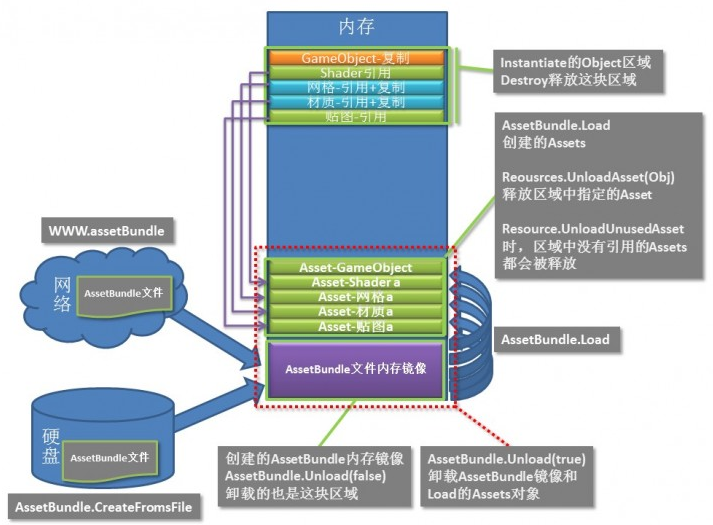 内存
GameObject-复制
Shader引用
网格-引用+复制
材质-引用+复制
贴图-引用
Instantiate的Object区域
Destroy释放这块区域
AssetBundle.Load
创建的Assets
Reousrces.UnloadAsset(Obj)
释放区域中指定的Asset
Resource.UnloadUnusedAsset
时，区域中没有引用的Assets
都会被释放
WWW.assetBundle
网络
AssetBundle文件
Asset-GameObject
Asset-Shader a
Asset-网格a
Asset-材质a
Asset-贴图a
AssetBundle.Load
AssetBundle文件内存镜像
硬盘
AssetBundle文件
AssetBundle.CreateFromsFile
创建的AssetBundle内存镜像
AssetBundle.Unload(false)
卸载的也是这块区域
AssetBundle.Unload(true)
卸载AssetBundle镜像和
Load的Assets对象